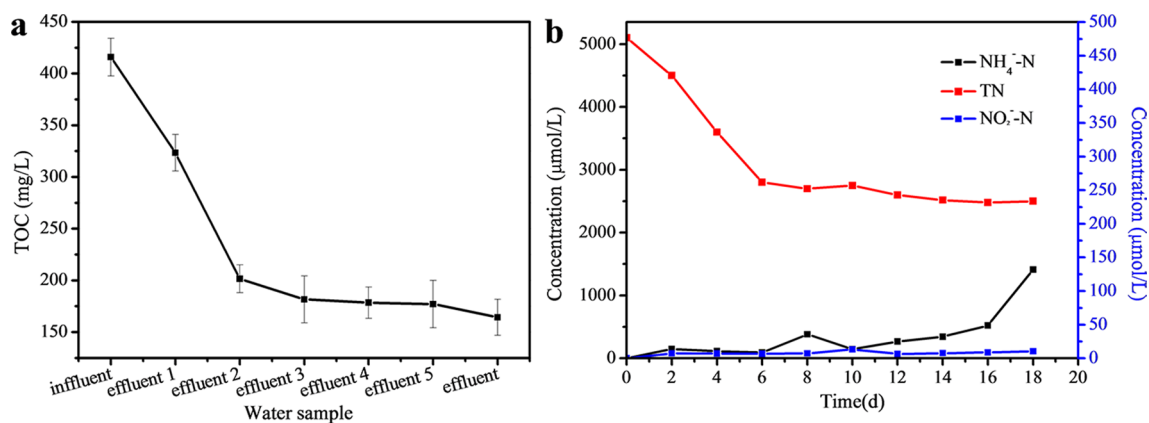 a
450
400
350
300
250
200
150
TOC (mg/L)
inffluent
effluent 1
effluent 2
effluent 3
effluent 4
effluent 5
effluent
Water sample
b
5000
4000
3000
2000
1000
0
Concentration (μmol/L)
NH₄⁻-N
TN
NO₂⁻-N
500
450
400
350
300
250
200
150
100
50
0
Concentration (μmol/L)
0 2 4 6 8 10 12 14 16 18 20
Time(d)